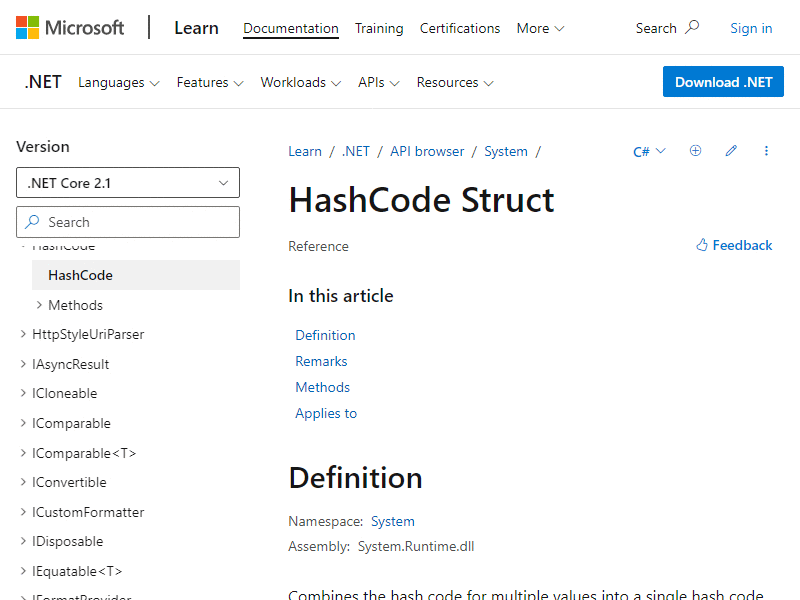 Microsoft
Learn
Documentation Training Certifications More
Search
Sign in
.NET Languages Features Workloads APIs Resources
Download .NET
Version
.NET Core 2.1
Search
HashCode
HashCode
Methods
HttpStyleUriParser
IAsyncResult
ICloneable
IComparable
IComparable<T>
IConvertible
ICustomFormatter
IDisposable
IEquatable<T>
IFormatProvider
Learn / .NET / API browser / System /
C#
HashCode Struct
Reference
Feedback
In this article
Definition
Remarks
Methods
Applies to
Definition
Namespace: System
Assembly: System.Runtime.dll
Combines the hash code for multiple values into a single hash code.